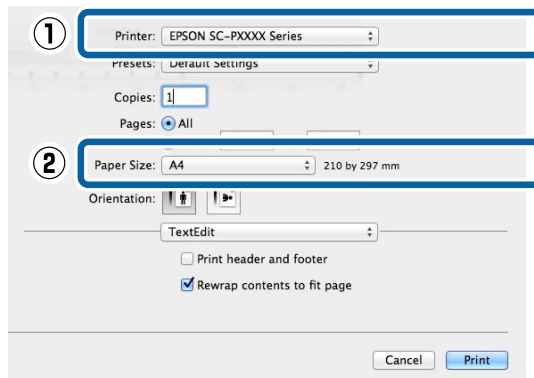 1
Printer: EPSON SC-PXXXX Series
Presets: Default Settings
Copies: 1
Pages: All
2
Paper Size: A4 210 by 297 mm
Orientation:
TextEdit
Print header and footer
Rewrap contents to fit page
Cancel Print